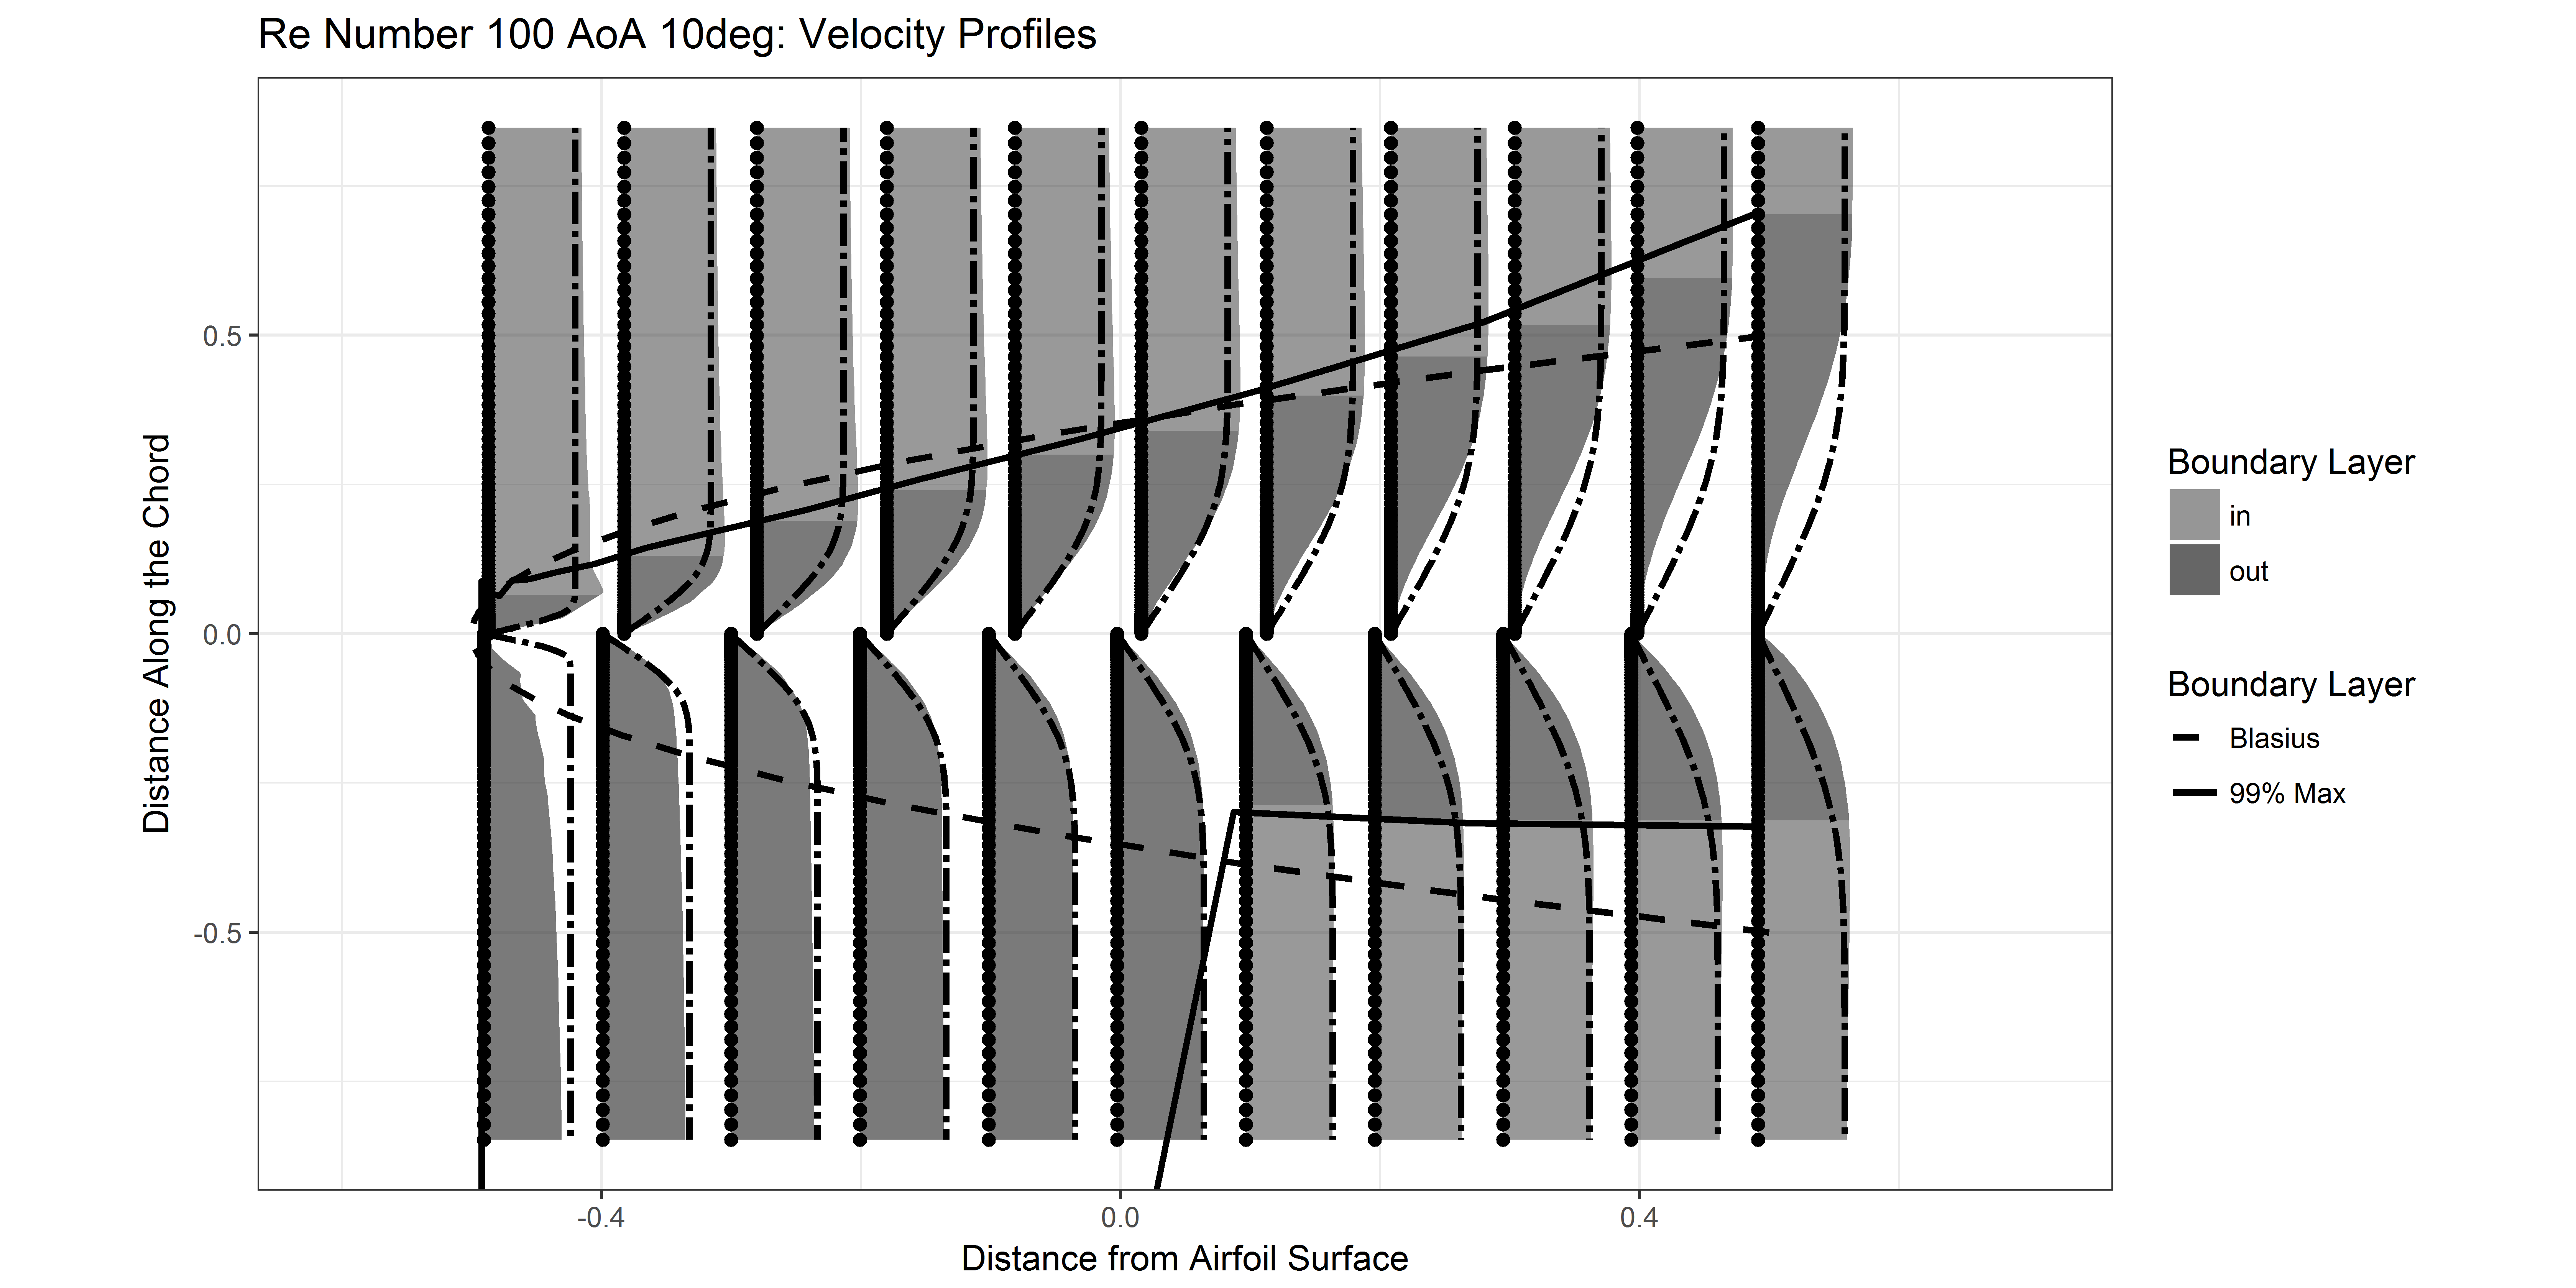 Re Number 100 AoA 10deg: Velocity Profiles
Distance Along the Chord
0.5
0.0
-0.5
-0.4
0.0
0.4
Distance from Airfoil Surface
Boundary Layer
in
out
Boundary Layer
Blasius
99% Max